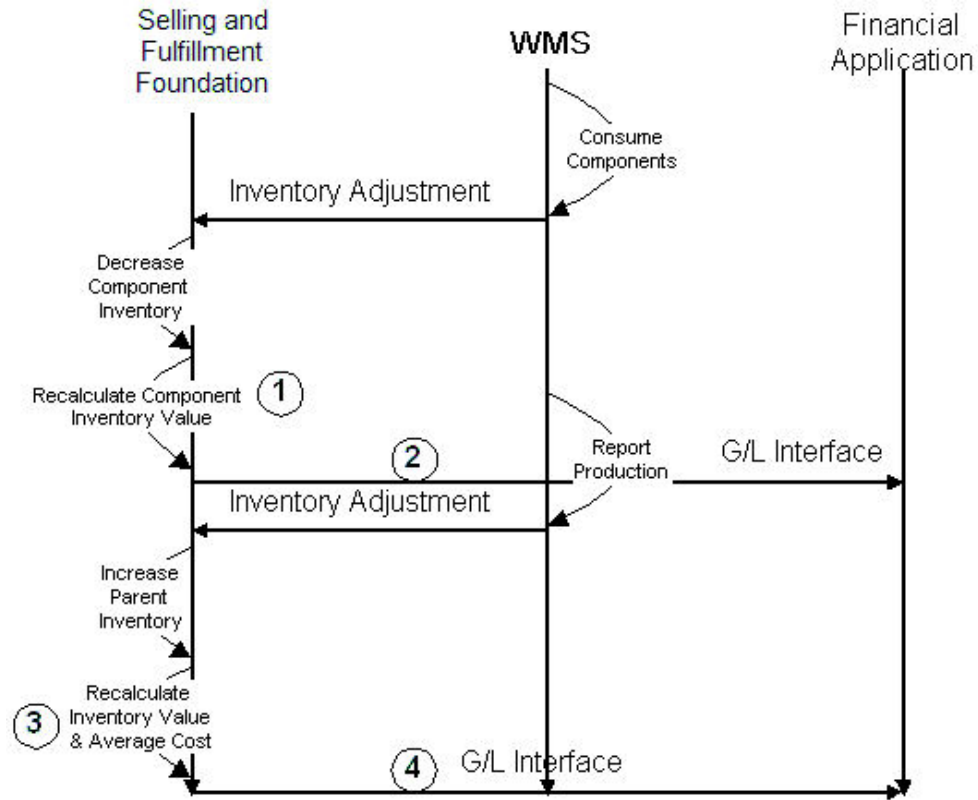 Selling and
Fulfillment
Foundation
WMS
Financial
Application
Consume
Components
Inventory Adjustment
Decrease
Component
Inventory
Recalculate Component
Inventory Value
1
Report
Production
2
G/L Interface
Inventory Adjustment
Increase
Parent
Inventory
Recalculate
Inventory Value
& Average Cost
3
4
G/L Interface